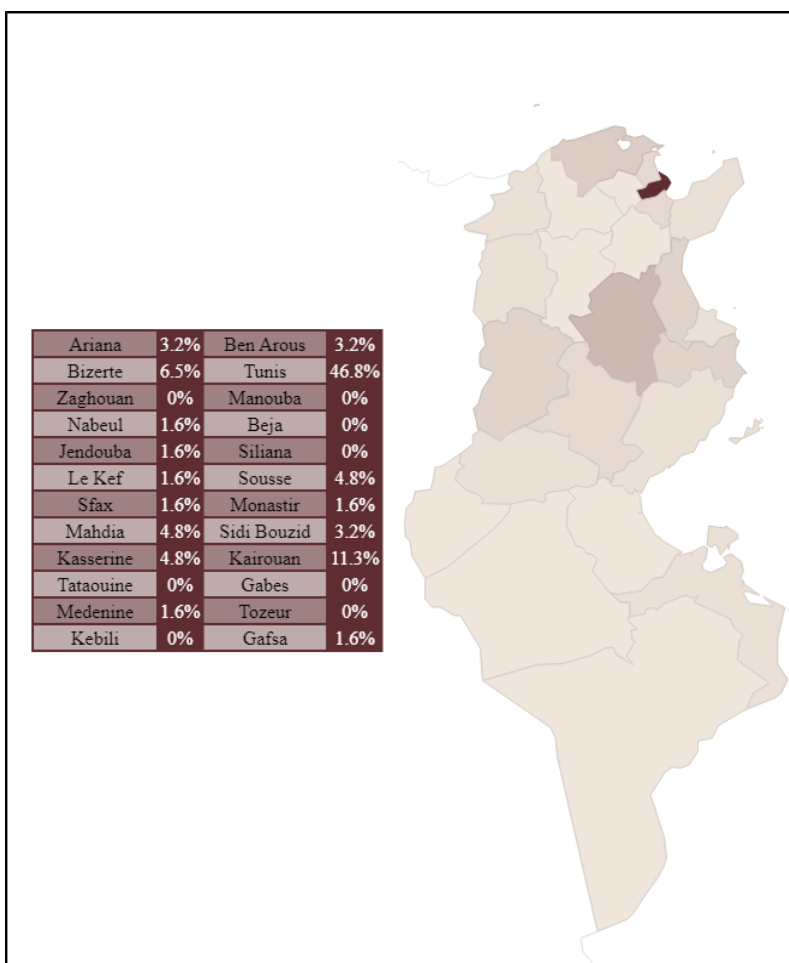 Ariana 3.2% Ben Arous 3.2%
Bizerte 6.5% Tunis 46.8%
Zaghouan 0% Manouba 0%
Nabeul 1.6% Beja 0%
Jendouba 1.6% Siliana 0%
Le Kef 1.6% Sousse 4.8%
Sfax 1.6% Monastir 1.6%
Mahdia 4.8% Sidi Bouzid 3.2%
Kasserine 4.8% Kairouan 11.3%
Tataouine 0% Gabes 0%
Medenine 1.6% Tozeur 0%
Kebili 0% Gafsa 1.6%